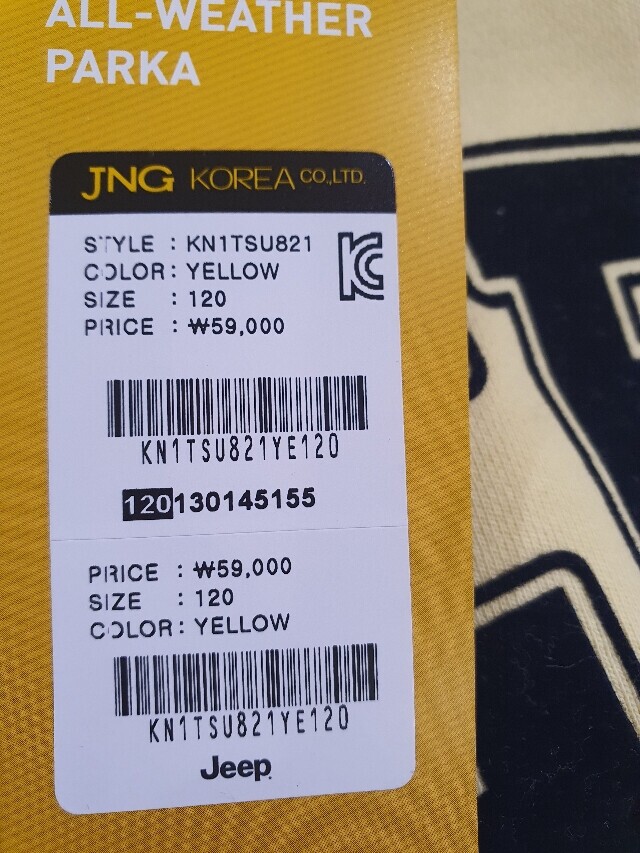 ALL-WEATHER
PARKA
JNG KOREA CO.,LTD.
STYLE : KN1TSU821
COLOR : YELLOW
SIZE : 120
PRICE : ₩59,000
KN1TSU821YE120
120130145155
PRICE : ₩59,000
SIZE : 120
COLOR : YELLOW
KN1TSU821YE120
Jeep